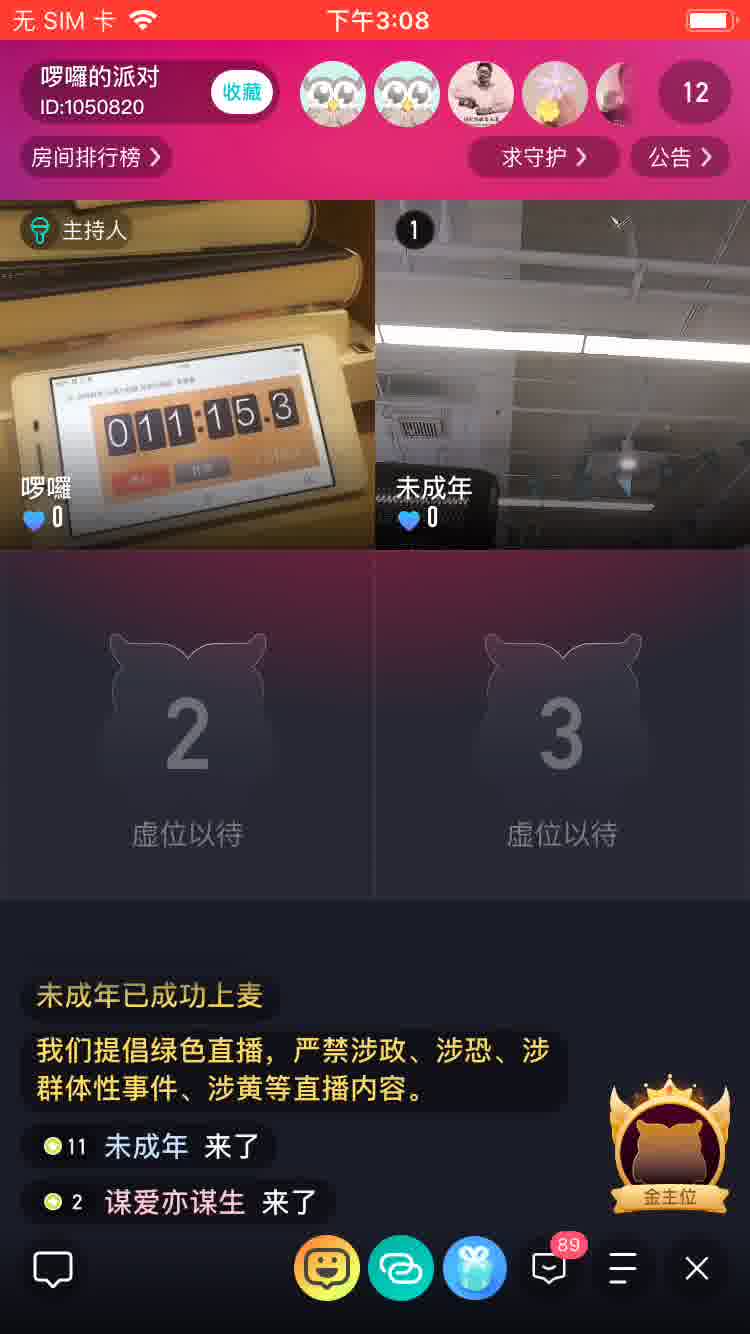 无 SIM 卡
下午3:08
啰囉的派对
ID:1050820
收藏
12
房间排行榜
求守护
公告
主持人
1
011:15.3
啰囉
0
未成年
0
2
3
虚位以待
虚位以待
未成年已成功上麦
我们提倡绿色直播，严禁涉政、涉恐、涉
群体性事件、涉黄等直播内容。
11 未成年 来了
2 谋爱亦谋生 来了
金主位
89